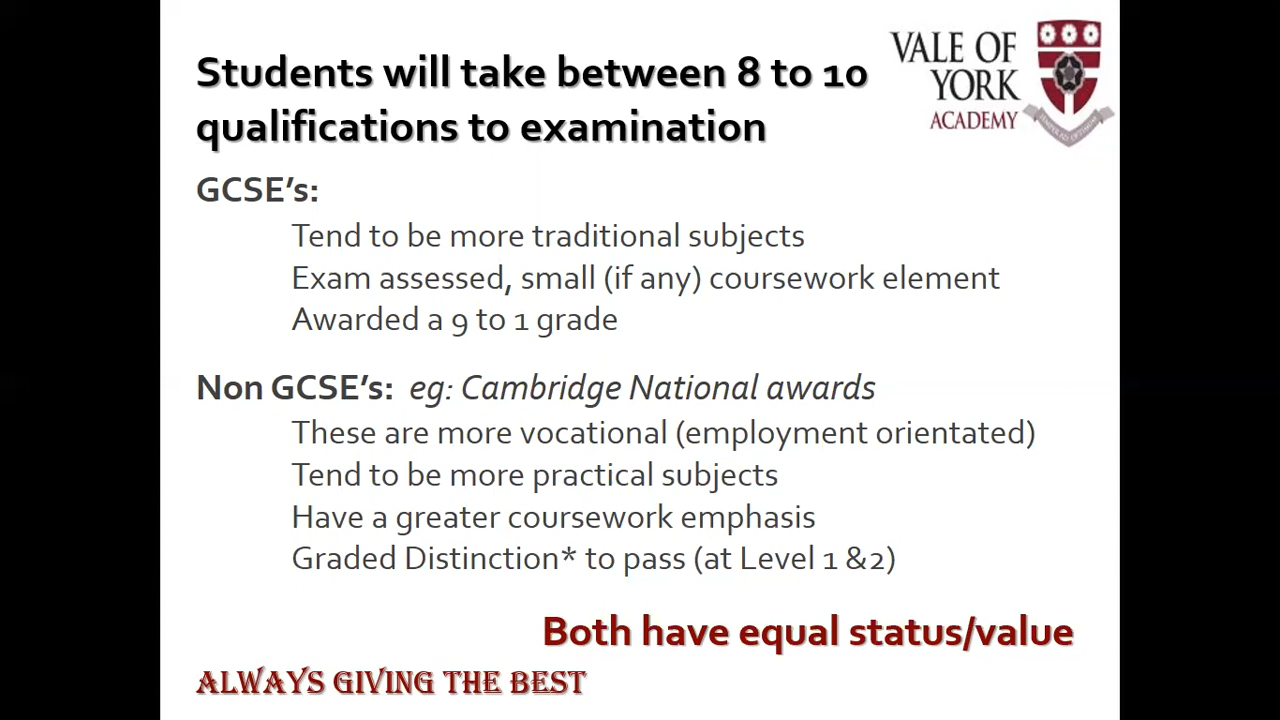 Students will take between 8 to 10
qualifications to examination
VALE OF
YORK
ACADEMY
GCSE's:
Tend to be more traditional subjects
Exam assessed, small (if any) coursework element
Awarded a 9 to 1 grade
Non GCSE's: eg: Cambridge National awards
These are more vocational (employment orientated)
Tend to be more practical subjects
Have a greater coursework emphasis
Graded Distinction* to pass (at Level 1 &2)
Both have equal status/value
ALWAYS GIVING THE BEST